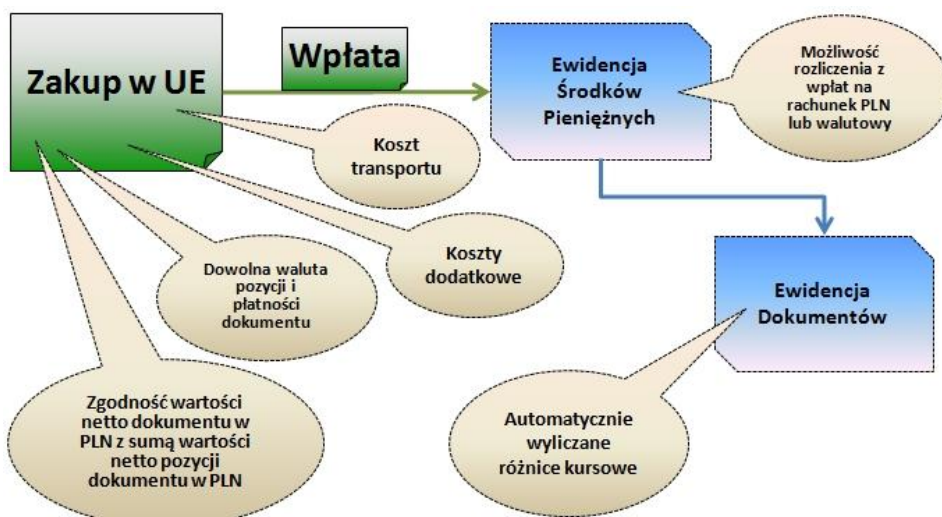 Zakup w UE
Wpłata
Ewidencja
Środków
Pieniężnych
Możliwość
rozliczenia z
wpłat na
rachunek PLN
lub walutowy
Koszt
transportu
Koszty
dodatkowe
Dowolna waluta
pozycji i
płatności
dokumentu
Ewidencja
Dokumentów
Zgodność wartości
netto dokumentu w
PLN z sumą wartości
netto pozycji
dokumentu w PLN
Automatycznie
wyliczane
różnice kursowe